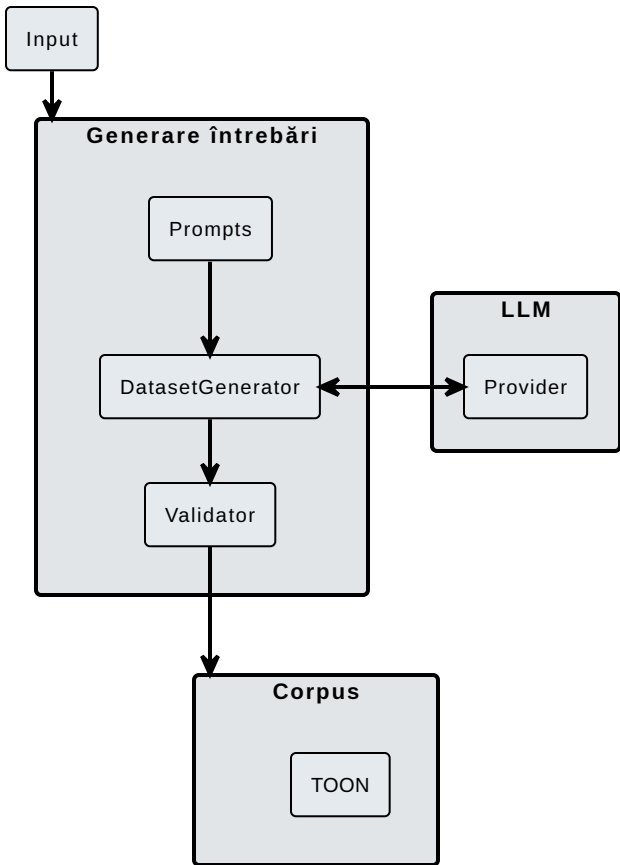 Input
Generare întrebări
Prompts
LLM
DatasetGenerator
Provider
Validator
Corpus
TOON